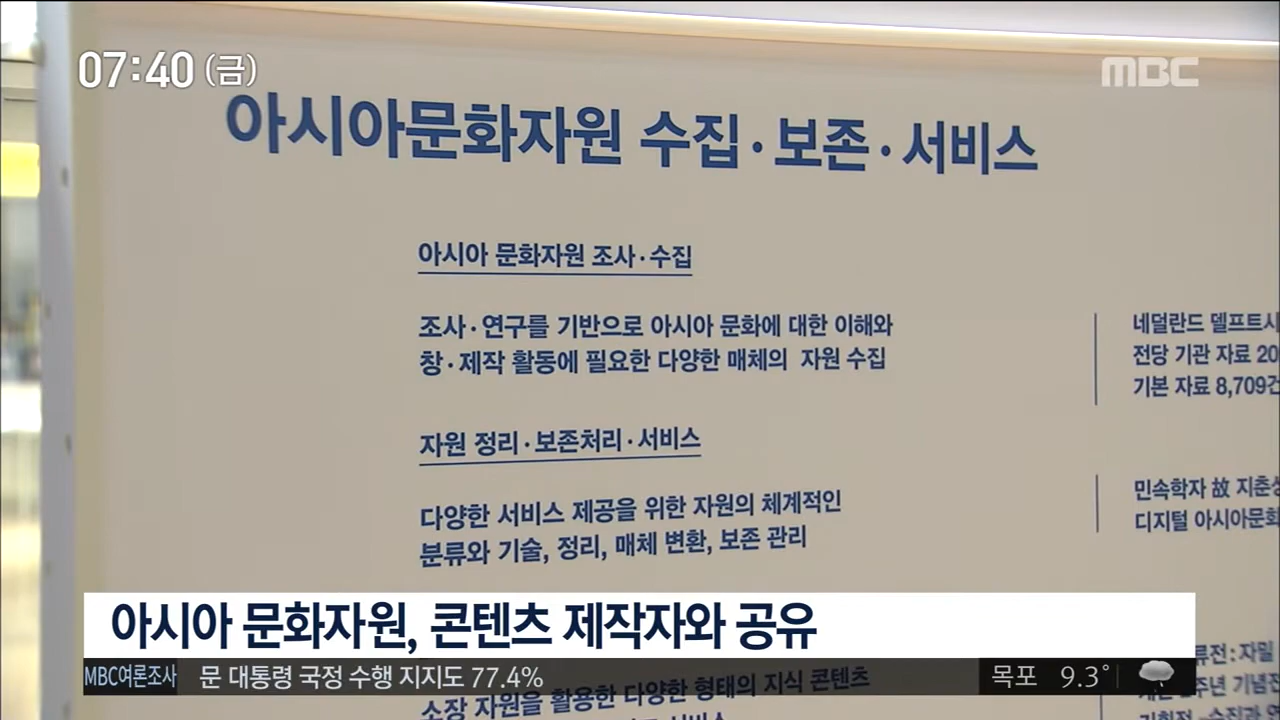 07:40 (금)
MBC
아시아문화자원 수집·보존·서비스
아시아 문화자원 조사·수집
조사·연구를 기반으로 아시아 문화에 대한 이해와
창·제작 활동에 필요한 다양한 매체의 자원 수집
네덜란드 델프트시
전당 기관 자료 20
기본 자료 8,709건
자원 정리·보존처리·서비스
다양한 서비스 제공을 위한 자원의 체계적인
분류와 기술, 정리, 매체 변환, 보존 관리
민속학자 故 지춘상
디지털 아시아문화
아시아 문화자원, 콘텐츠 제작자와 공유
MBC여론조사 문 대통령 국정 수행 지지도 77.4%
목포 9.3°
소장 자원을 활용한 다양한 형태의 지식 콘텐츠
류전: 자밀
주년 기념전